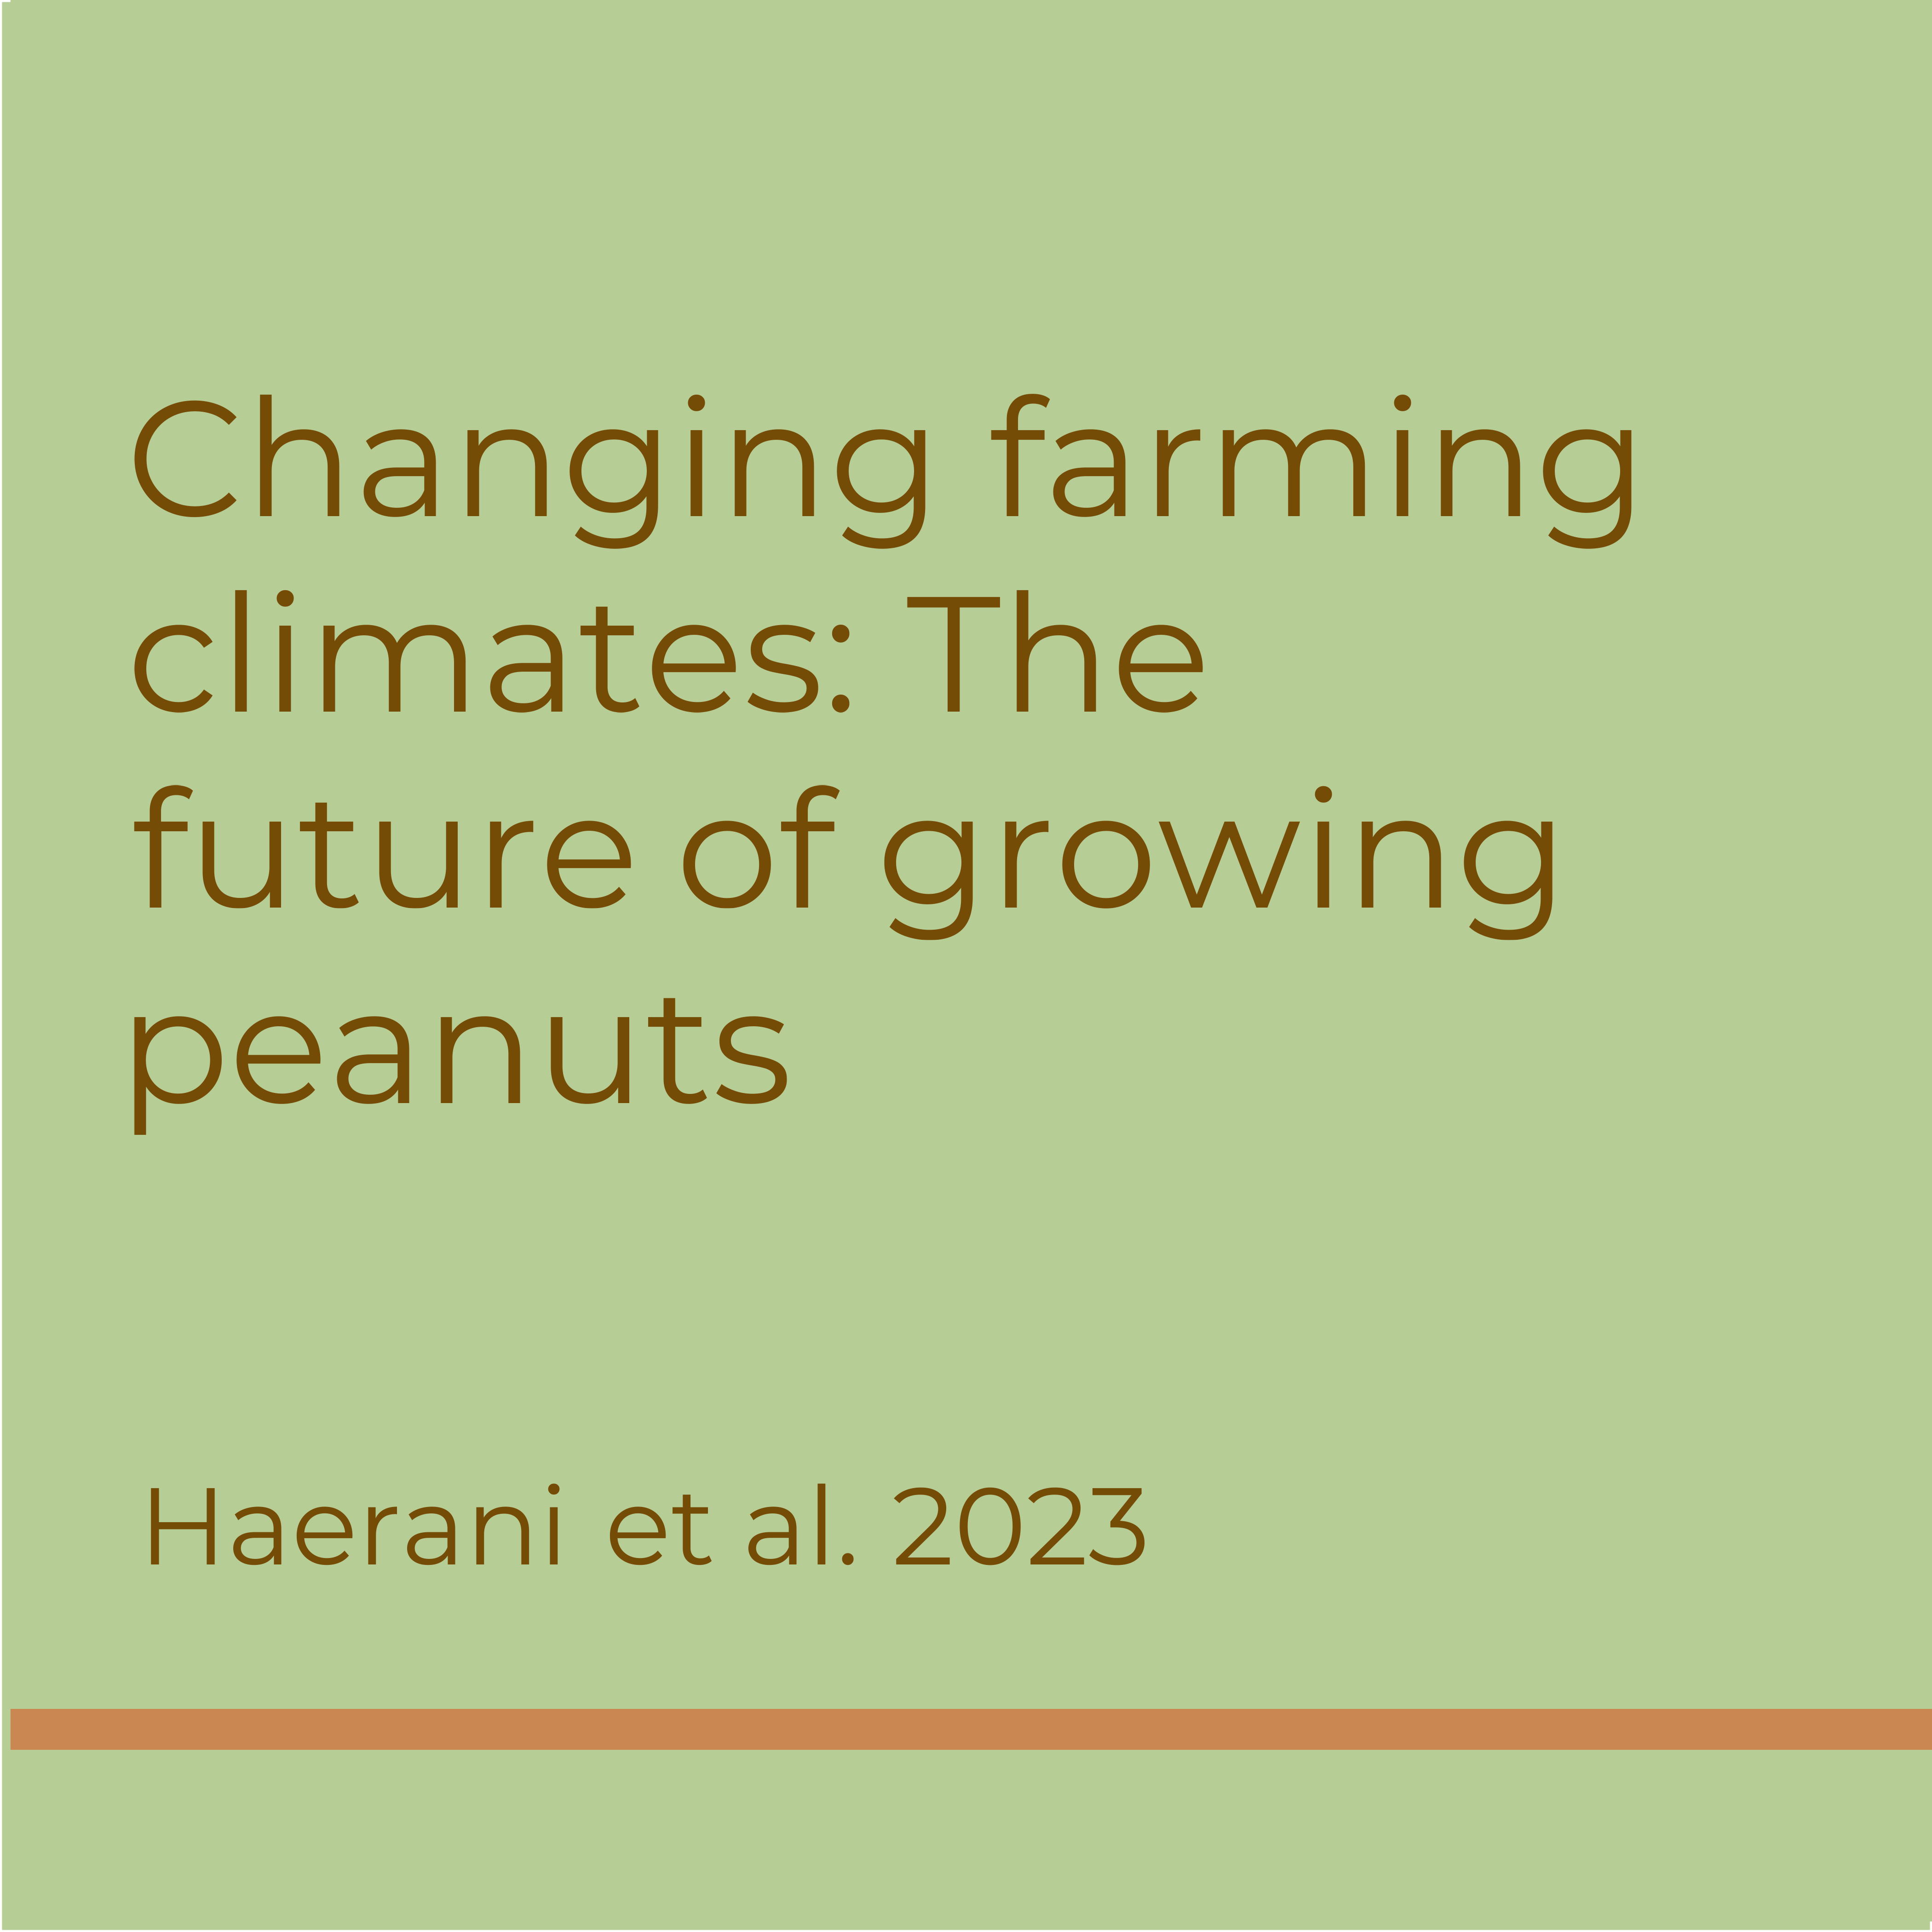 Changing farming
climates: The
future of growing
peanuts
Haerani et al. 2023